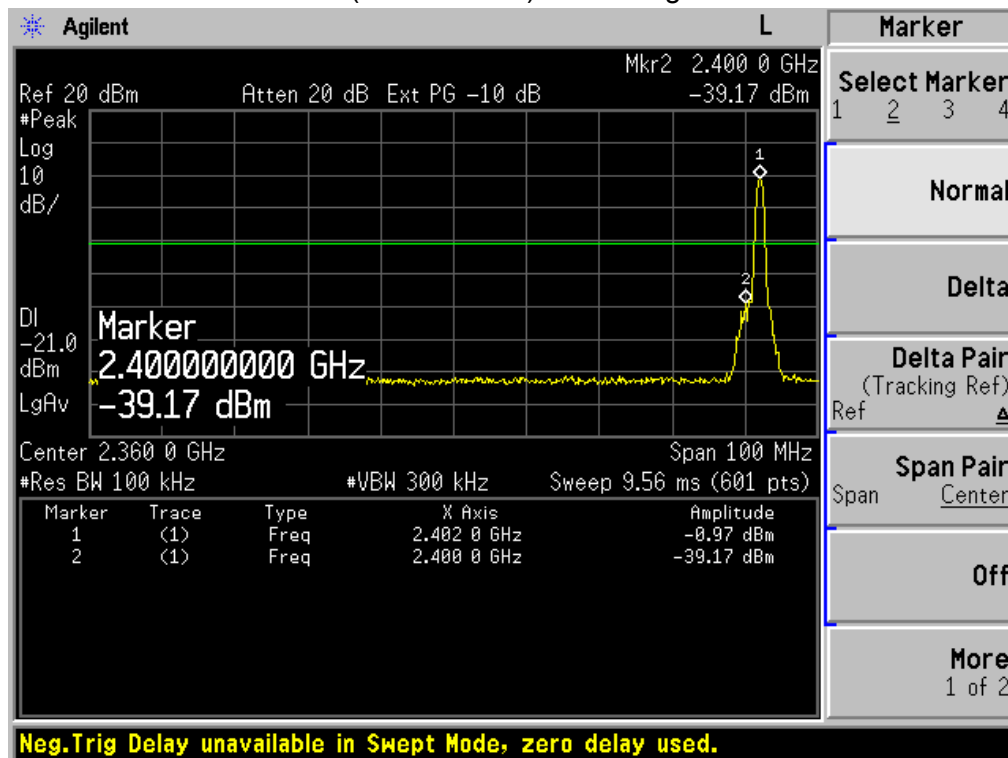 Agilent L
Mkr2 2.400 0 GHz
Ref 20 dBm Atten 20 dB Ext PG -10 dB -39.17 dBm
#Peak
Log
10
dB/
1
2
DI
-21.0
dBm
LgAv
Marker
2.400000000 GHz
-39.17 dBm
Center 2.360 0 GHz Span 100 MHz
#Res BW 100 kHz #VBW 300 kHz Sweep 9.56 ms (601 pts)
Marker Trace Type X Axis Amplitude
1 (1) Freq 2.402 0 GHz -0.97 dBm
2 (1) Freq 2.400 0 GHz -39.17 dBm
Marker
Select Marker
1 2 3 4
Normal
Delta
Delta Pair
(Tracking Ref)
Ref Δ
Span Pair
Span Center
Off
More
1 of 2
Neg.Trig Delay unavailable in Swept Mode, zero delay used.